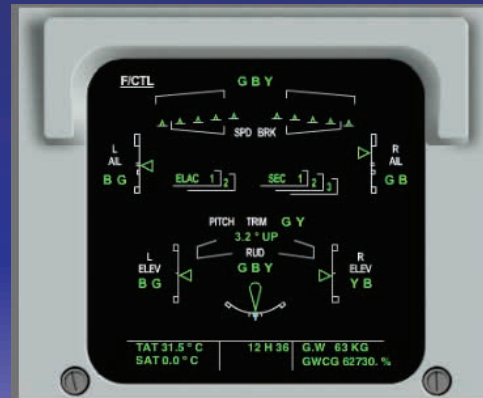 F/CTL
G B Y
SPD BRK
L
AIL
B G
R
AIL
G B
ELAC 1 2
SEC 1 2 3
PITCH TRIM G Y
3.2 ° UP
RUD
G B Y
L
ELEV
B G
R
ELEV
Y B
TAT 31.5 ° C
12 H 36
G.W 63 KG
SAT 0.0 ° C
GWCG 62730. %